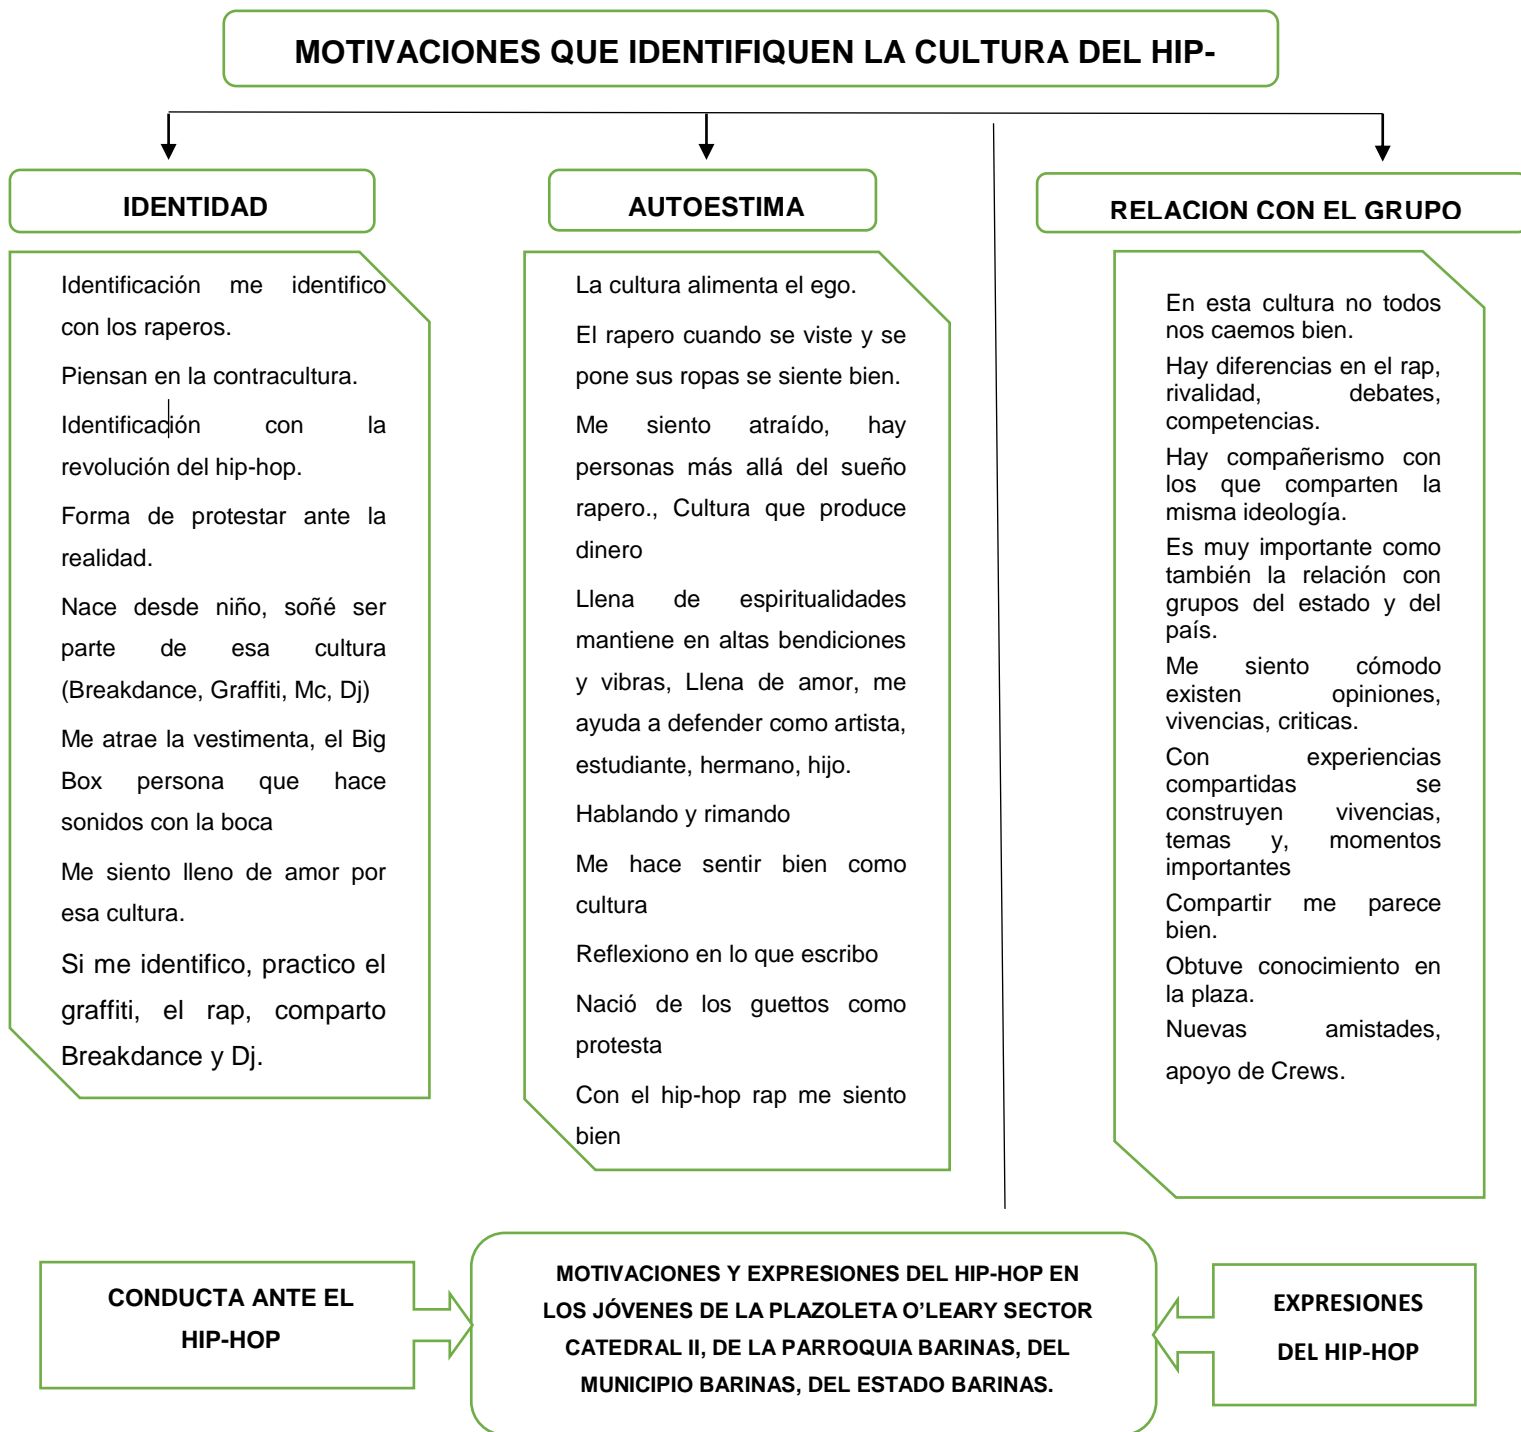 MOTIVACIONES QUE IDENTIFIQUEN LA CULTURA DEL HIP-
IDENTIDAD
Identificación me identifico
con los raperos.
Piensan en la contracultura.
Identificación con la
revolución del hip-hop.
Forma de protestar ante la
realidad.
Nace desde niño, soñé ser
parte de esa cultura
(Breakdance, Graffiti, Mc, Dj)
Me atrae la vestimenta, el Big
Box persona que hace
sonidos con la boca
Me siento lleno de amor por
esa cultura.
Si me identifico, practico el
graffiti, el rap, comparto
Breakdance y Dj.
AUTOESTIMA
La cultura alimenta el ego.
El rapero cuando se viste y se
pone sus ropas se siente bien.
Me siento atraído, hay
personas más allá del sueño
rapero., Cultura que produce
dinero
Llena de espiritualidades
mantiene en altas bendiciones
y vibras, Llena de amor, me
ayuda a defender como artista,
estudiante, hermano, hijo.
Hablando y rimando
Me hace sentir bien como
cultura
Reflexiono en lo que escribo
Nació de los guettos como
protesta
Con el hip-hop rap me siento
bien
RELACION CON EL GRUPO
En esta cultura no todos
nos caemos bien.
Hay diferencias en el rap,
rivalidad, debates,
competencias.
Hay compañerismo con
los que comparten la
misma ideología.
Es muy importante como
también la relación con
grupos del estado y del
país.
Me siento cómodo
existen opiniones,
vivencias, criticas.
Con experiencias
compartidas se
construyen vivencias,
temas y, momentos
importantes
Compartir me parece
bien.
Obtuve conocimiento en
la plaza.
Nuevas amistades,
apoyo de Crews.
CONDUCTA ANTE EL
HIP-HOP
MOTIVACIONES Y EXPRESIONES DEL HIP-HOP EN
LOS JÓVENES DE LA PLAZOLETA O’LEARY SECTOR
CATEDRAL II, DE LA PARROQUIA BARINAS, DEL
MUNICIPIO BARINAS, DEL ESTADO BARINAS.
EXPRESIONES
DEL HIP-HOP